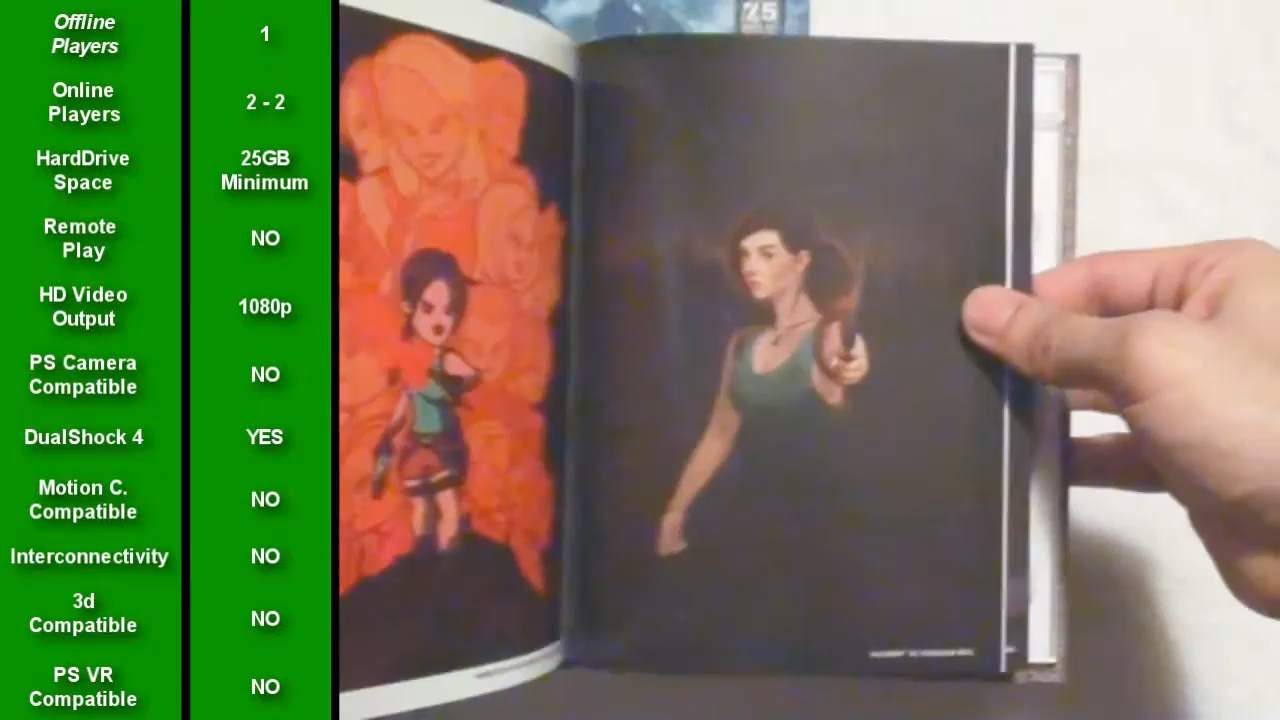 Offline
Players
1
Online
Players
2 - 2
HardDrive
Space
25GB
Minimum
Remote
Play
NO
HD Video
Output
1080p
PS Camera
Compatible
NO
DualShock 4
YES
Motion C.
Compatible
NO
Interconnectivity
NO
3d
Compatible
NO
PS VR
Compatible
NO